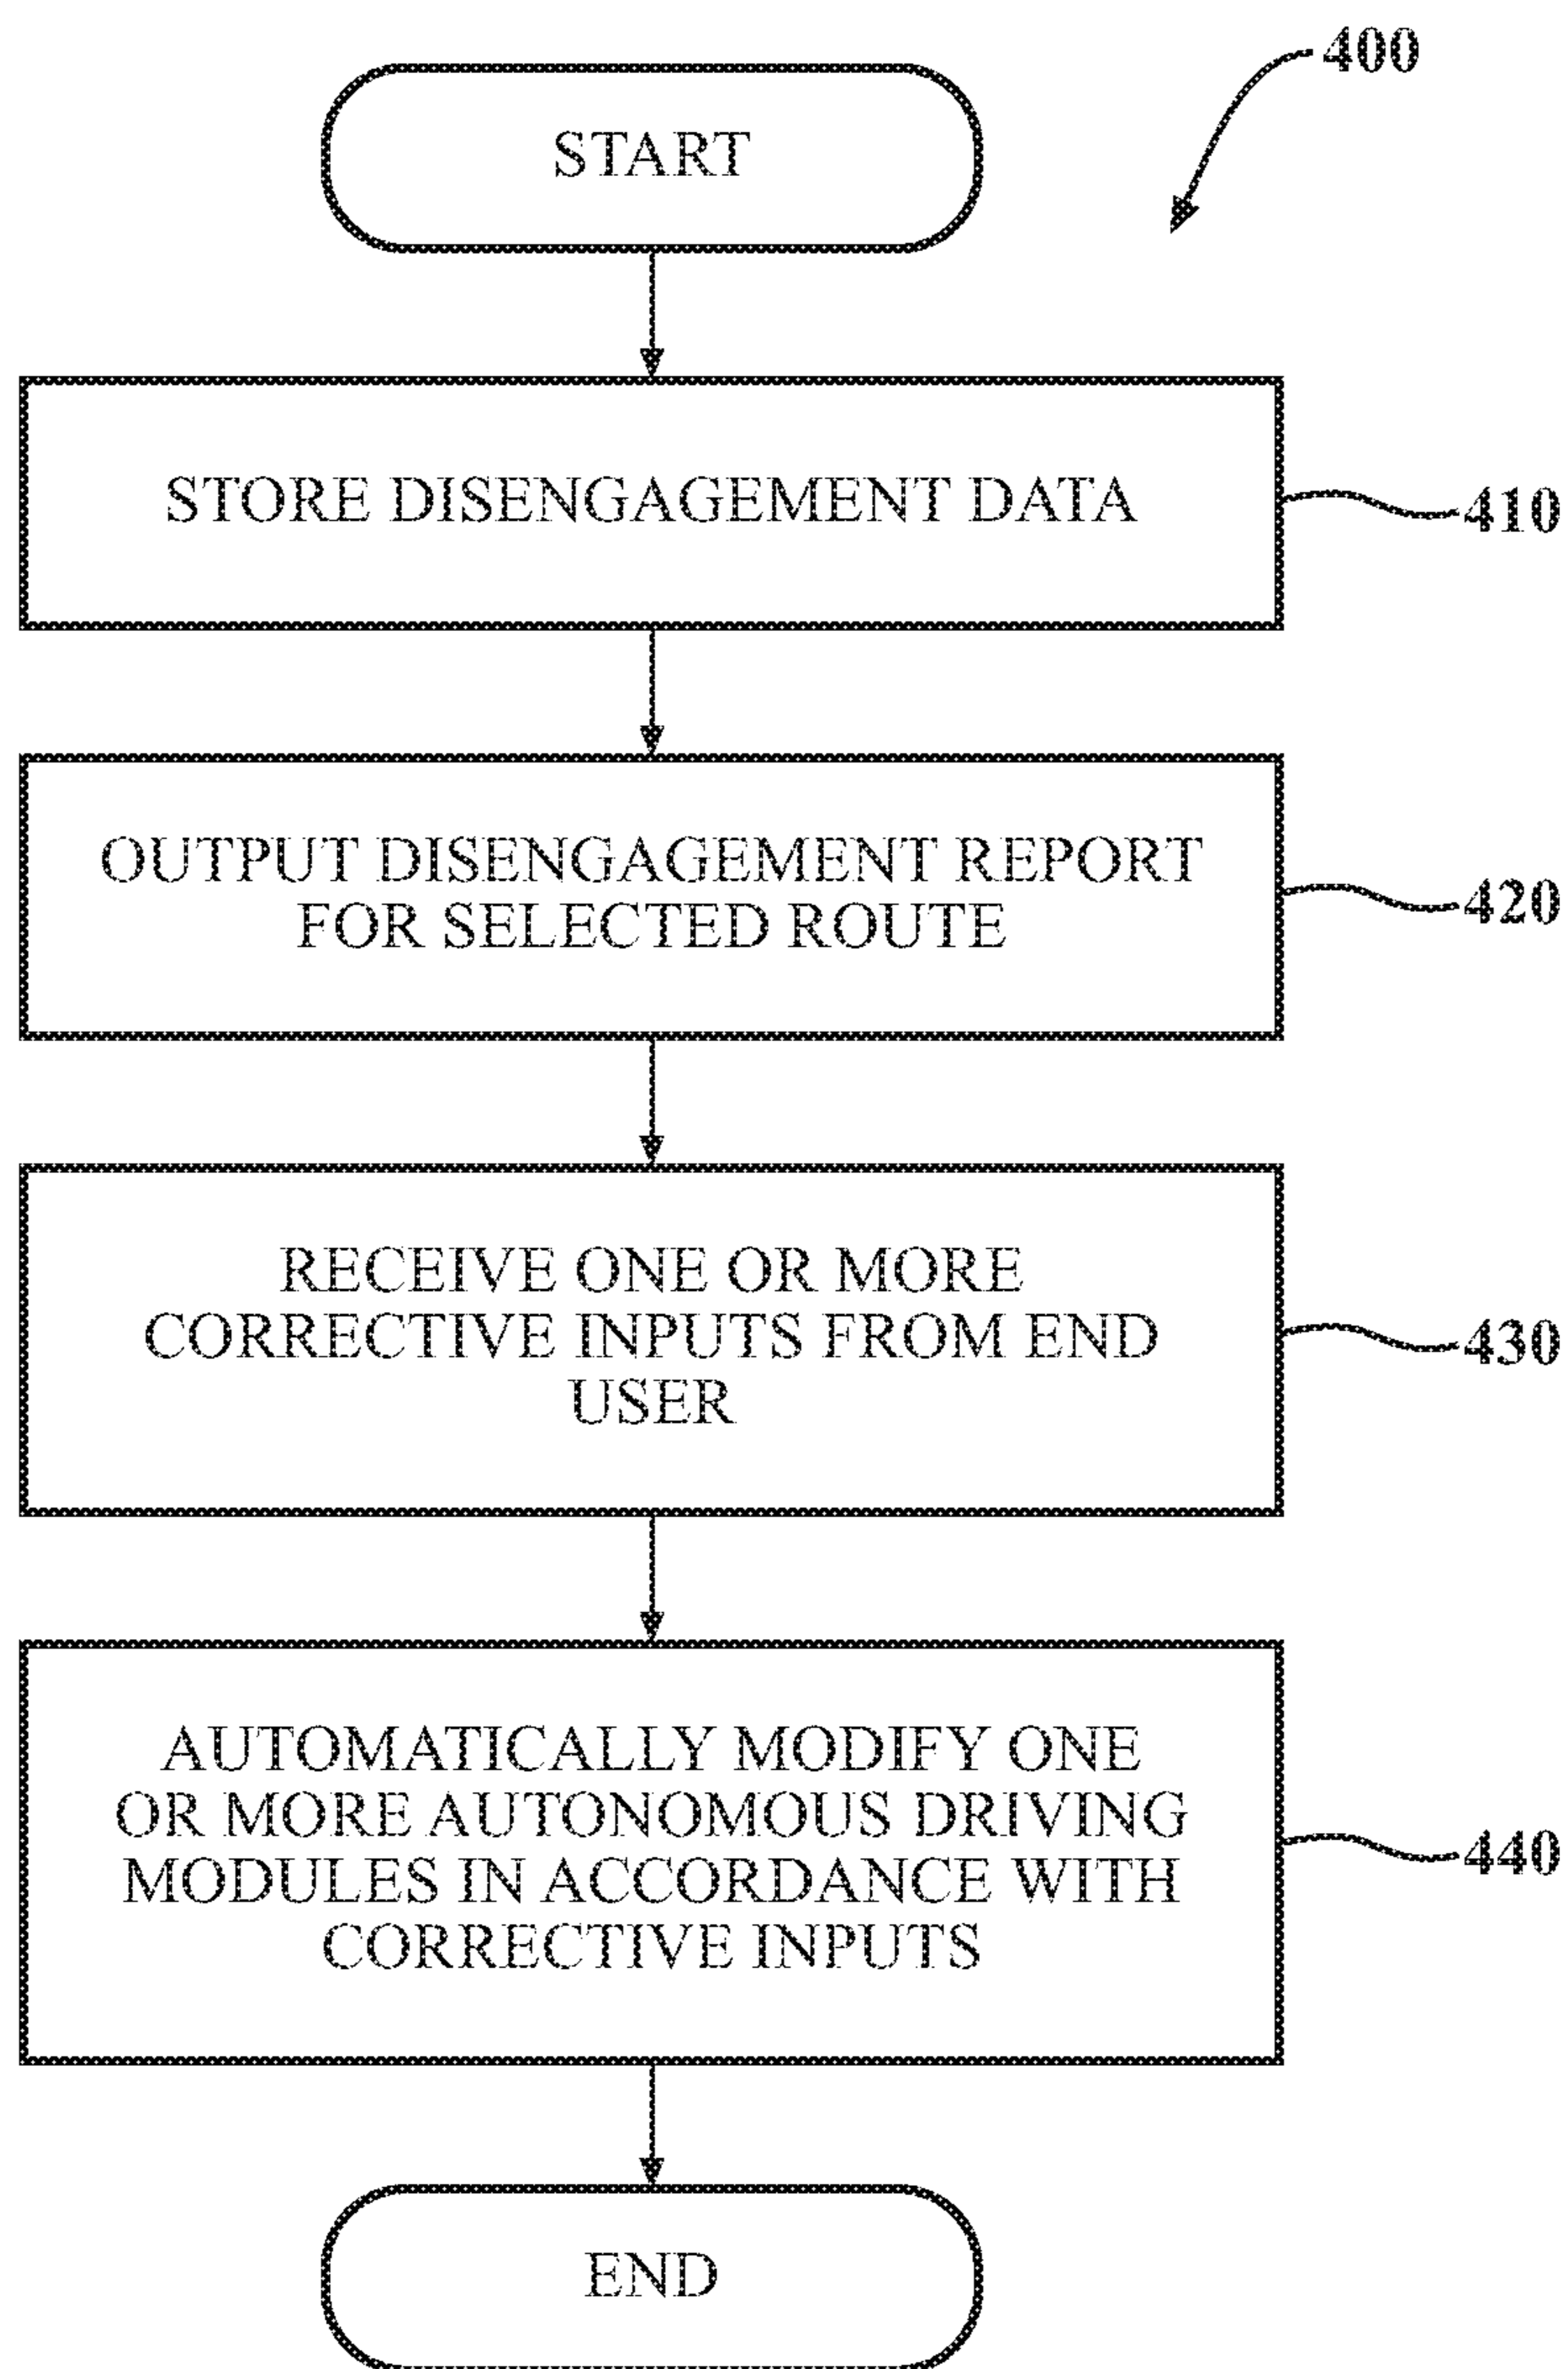 400
START
STORE DISENGAGEMENT DATA
410
OUTPUT DISENGAGEMENT REPORT
FOR SELECTED ROUTE
420
RECEIVE ONE OR MORE
CORRECTIVE INPUTS FROM END
USER
430
AUTOMATICALLY MODIFY ONE
OR MORE AUTONOMOUS DRIVING
MODULES IN ACCORDANCE WITH
CORRECTIVE INPUTS
440
END